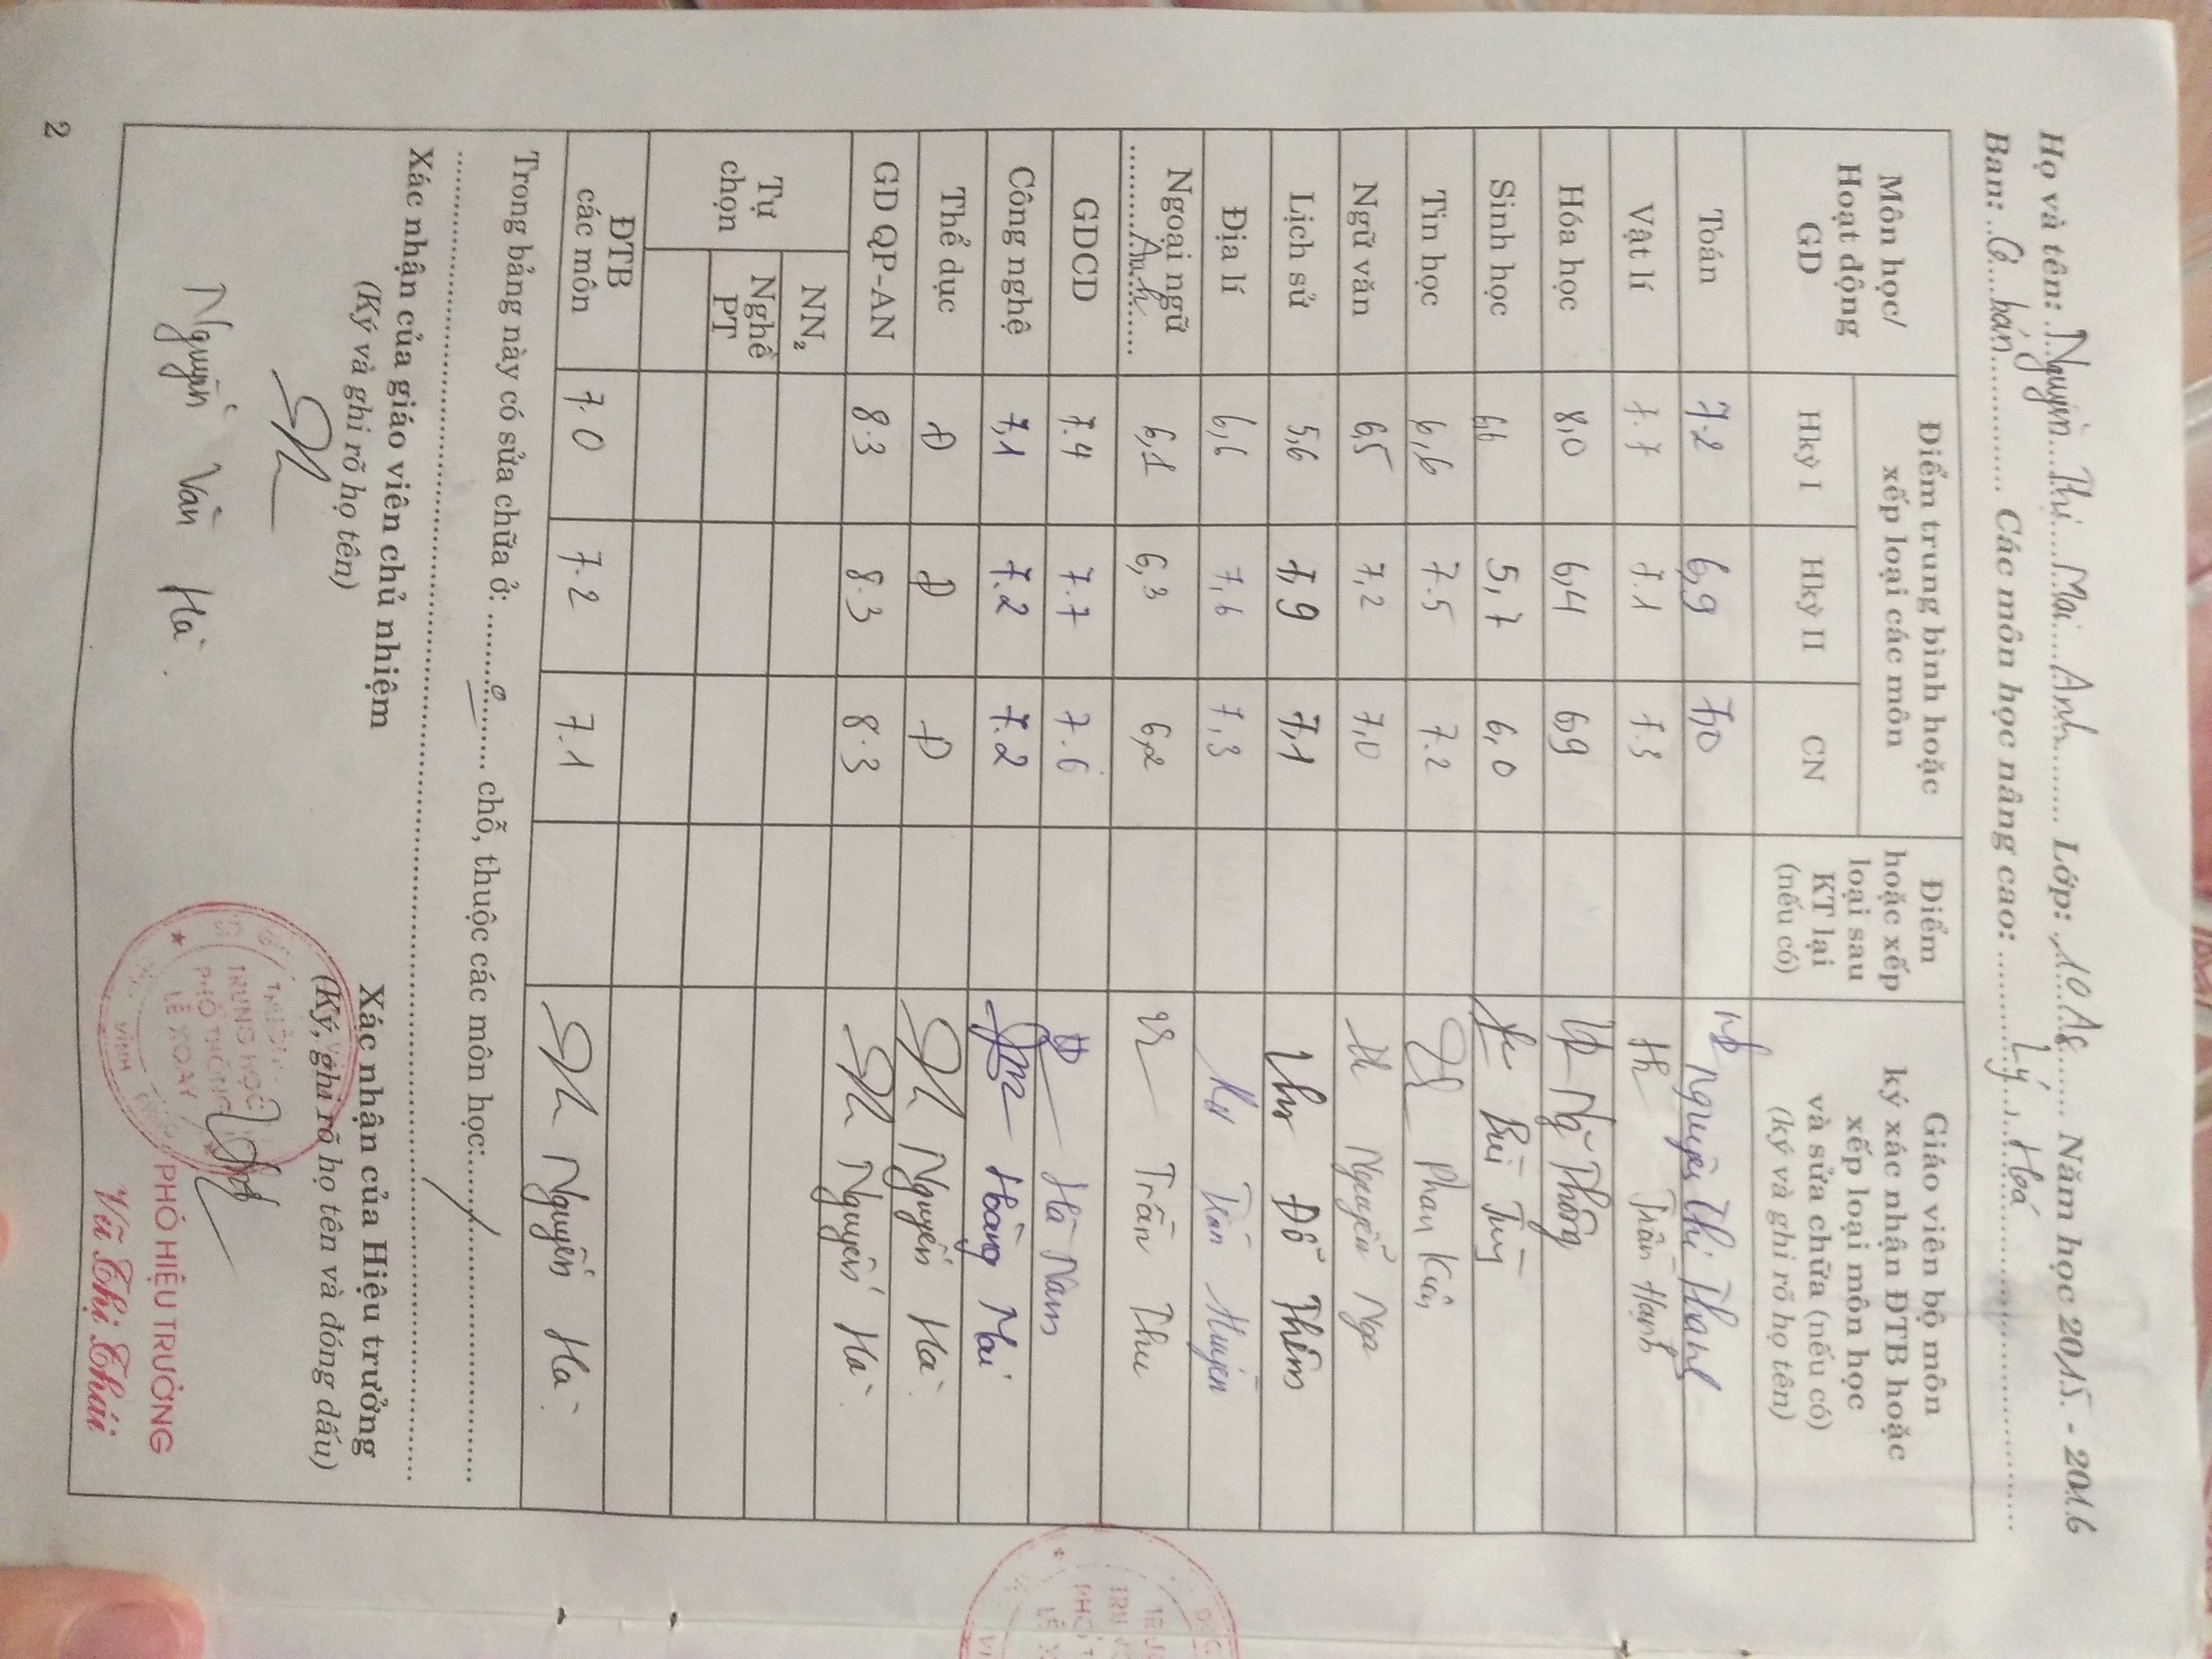 Họ và tên: Nguyễn Thị Mai Anh Lớp: 10 A8 Năm học 2015 - 2016
Ban: Cơ bản Các môn học nâng cao: Lý, Hoá
Môn học/ Hoạt động GD
Điểm trung bình hoặc xếp loại các môn
Hkỳ I Hkỳ II CN
Điểm hoặc xếp loại sau KT lại (nếu có)
Giáo viên bộ môn ký xác nhận ĐTB hoặc xếp loại môn học và sửa chữa (nếu có) (ký và ghi rõ họ tên)
Toán 7.2 6,9 7,0 Nguyễn Thị Thanh
Vật lí 7.7 7.1 7.3 Trần Hạnh
Hóa học 8,0 6,4 6,9 Thông
Sinh học 6,6 5,7 6,0 Bùi
Tin học 6,6 7.5 7.2 Phan
Ngữ văn 6,5 7,2 7,0 Nguyễn Nga
Lịch sử 5,6 7,9 7,1 Đỗ Thêm
Địa lí 6,6 7,6 7,3 Trần Huyền
Ngoại ngữ Anh 6,1 6,3 6,2 Trần Thu
GDCD 7.4 7.7 7.6 Hà Nam
Công nghệ 7,1 7.2 7.2 Hoàng Mai
Thể dục Đ Đ Đ Nguyễn Hà
GD QP-AN 8.3 8.3 8.3 Nguyễn Hà
Tự chọn
NN₂
Nghề PT
ĐTB các môn 7.0 7.2 7.1 Nguyễn Hà
Trong bảng này có sửa chữa ở: 0 chỗ, thuộc các môn học: /
Xác nhận của giáo viên chủ nhiệm
(Ký và ghi rõ họ tên)
Nguyễn Văn Hà
Xác nhận của Hiệu trưởng
(Ký, ghi rõ họ tên và đóng dấu)
TRƯỜNG
TRUNG HỌC
PHỔ THÔNG
LÊ XOAY
VĨNH
PHÓ HIỆU TRƯỞNG
Vũ Thị Thái
2